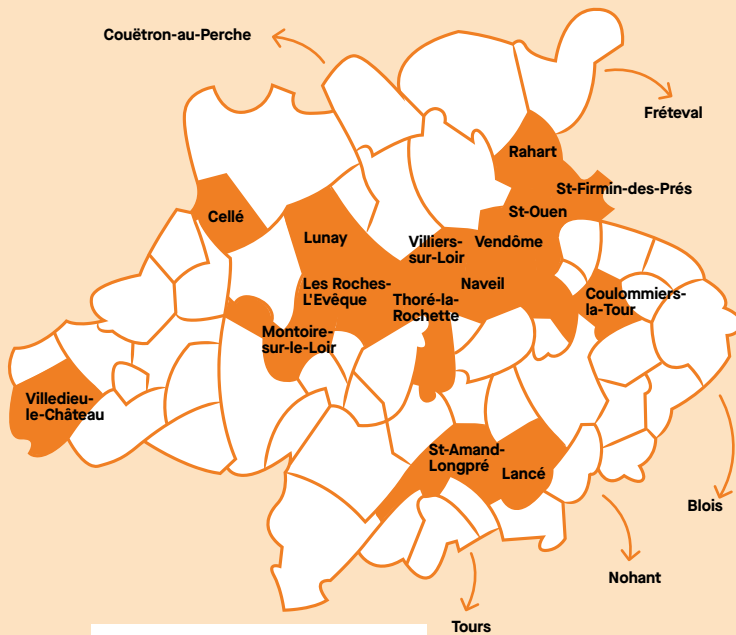 Couëtron-au-Perche
Fréteval
Rahart
St-Firmin-des-Prés
Cellé
St-Ouen
Lunay
Villiers-
sur-Loir
Vendôme
Les Roches-
L'Evêque
Thoré-la-
Rochette
Naveil
Coulommiers-
la-Tour
Montoire-
sur-le-Loir
Villedieu-
le-Château
St-Amand-
Longpré
Lancé
Blois
Nohant
Tours